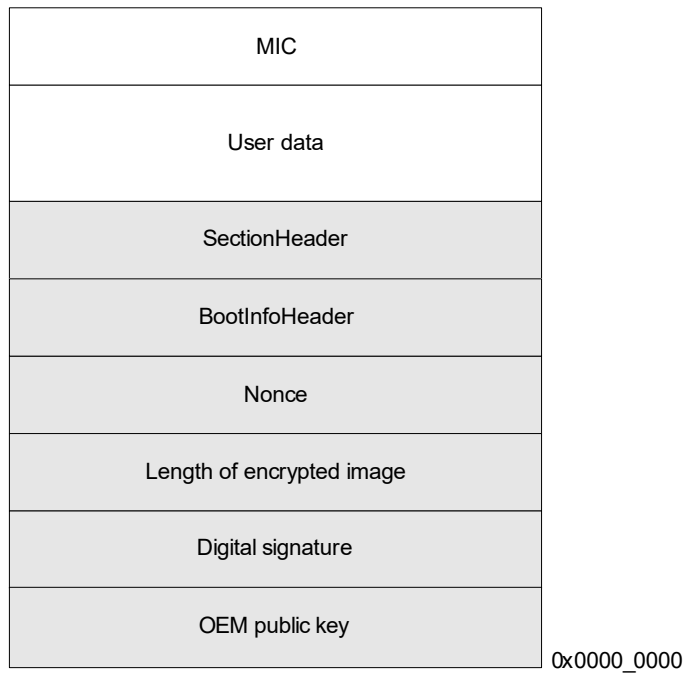 MIC
User data
SectionHeader
BootInfoHeader
Nonce
Length of encrypted image
Digital signature
OEM public key
0x0000_0000